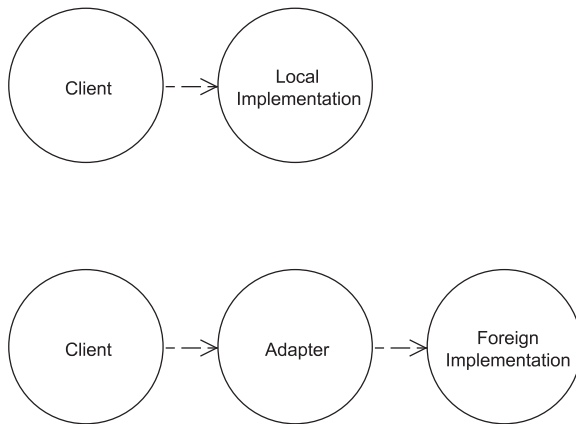 Client
Local
Implementation
Client
Adapter
Foreign
Implementation